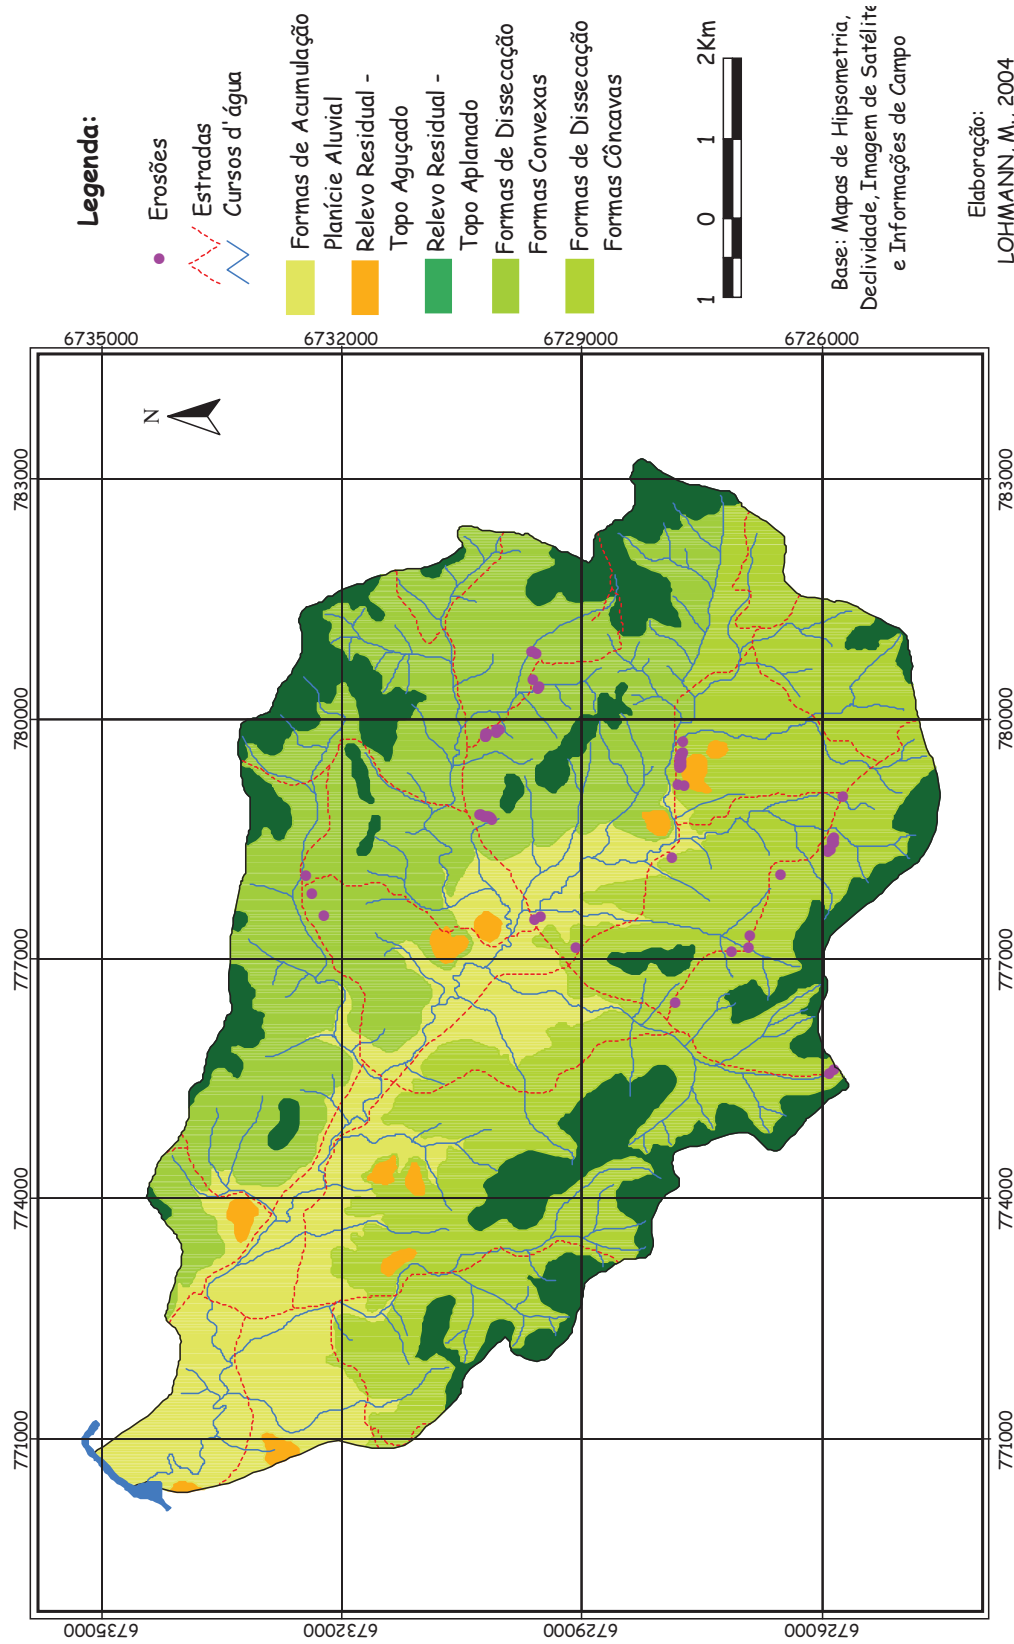 Legenda:
Erosões
Estradas
Cursos d'água
Formas de Acumulação
Planície Aluvial
Relevo Residual -
Topo Aguçado
Relevo Residual -
Topo Aplanado
Formas de Dissecação
Formas Convexas
Formas de Dissecação
Formas Côncavas
1 0 1 2Km
Base: Mapas de Hipsometria,
Declividade, Imagem de Satélite
e Informações de Campo
Elaboração:
LOHMANN, M., 2004
6735000 6732000 6729000 6726000
N
783000 783000
780000 780000
777000 777000
774000 774000
771000 771000
6735000 6732000 6729000 6726000